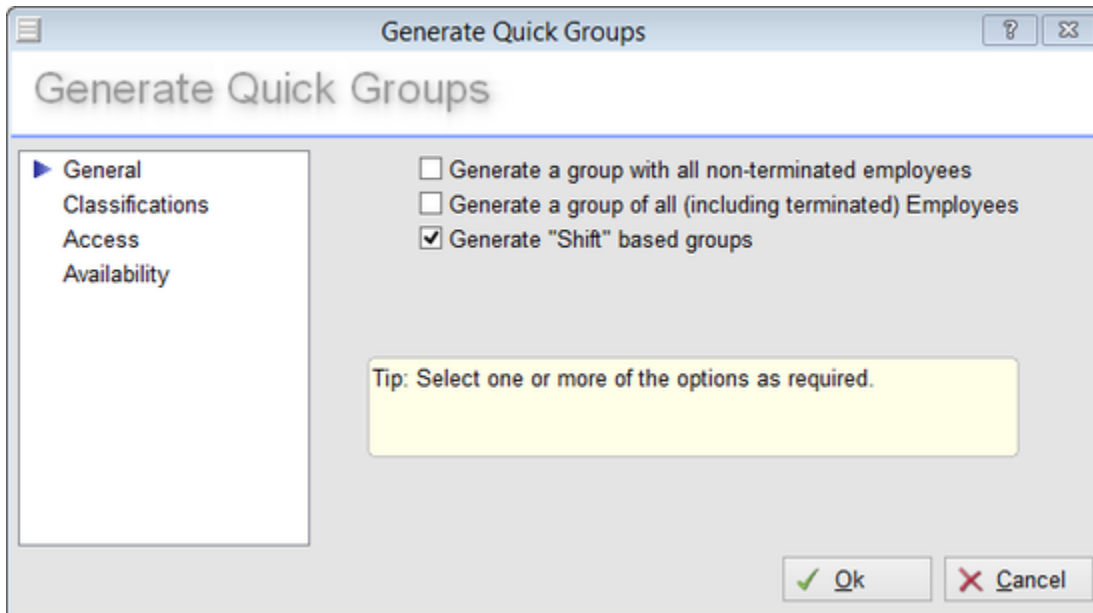 Generate Quick Groups
Generate Quick Groups
General
Classifications
Access
Availability
Generate a group with all non-terminated employees
Generate a group of all (including terminated) Employees
Generate "Shift" based groups
Tip: Select one or more of the options as required.
Ok
Cancel